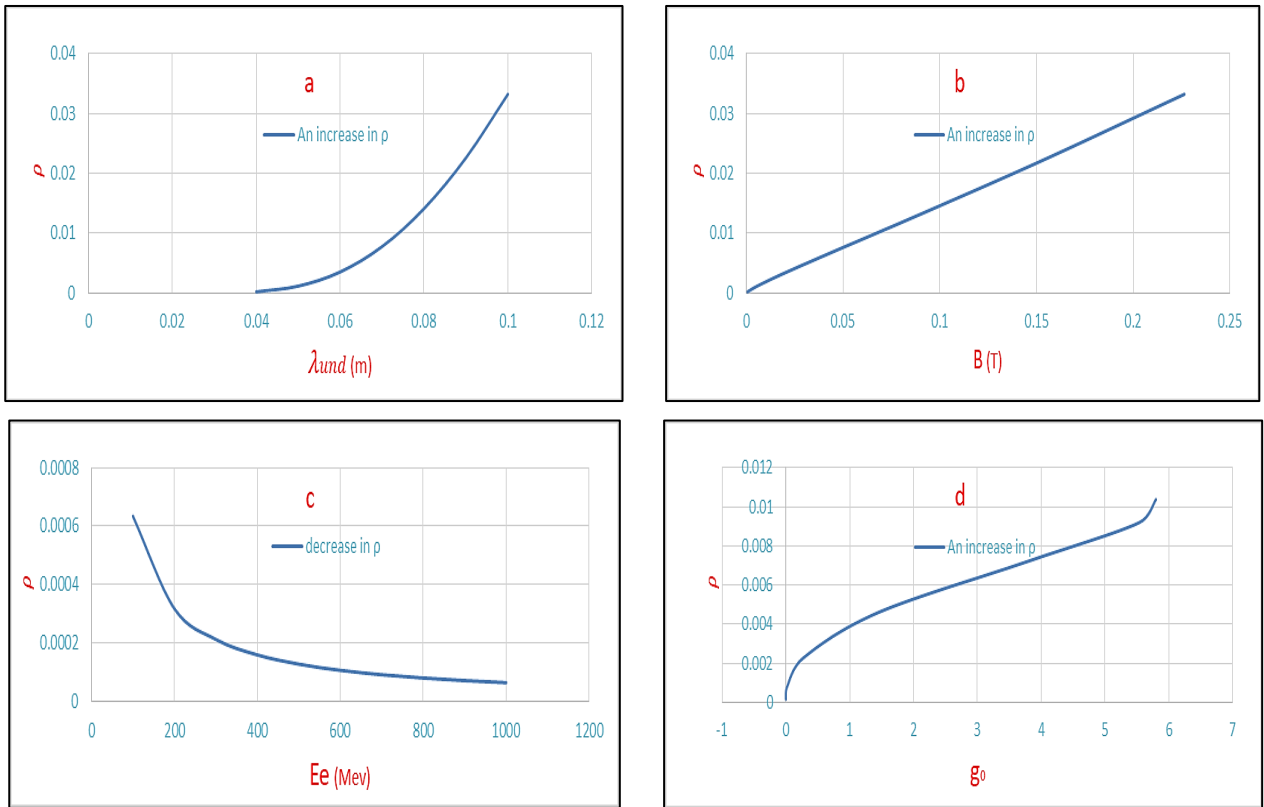 a
An increase in ρ
0.04
0.03
0.02
0.01
0
ρ
0 0.02 0.04 0.06 0.08 0.1 0.12
λund (m)
b
An increase in ρ
0.04
0.03
0.02
0.01
0
ρ
0 0.05 0.1 0.15 0.2 0.25
B (T)
c
decrease in ρ
0.0008
0.0006
0.0004
0.0002
0
ρ
0 200 400 600 800 1000 1200
Ee (Mev)
d
An increase in ρ
0.012
0.01
0.008
0.006
0.004
0.002
0
ρ
-1 0 1 2 3 4 5 6 7
g₀